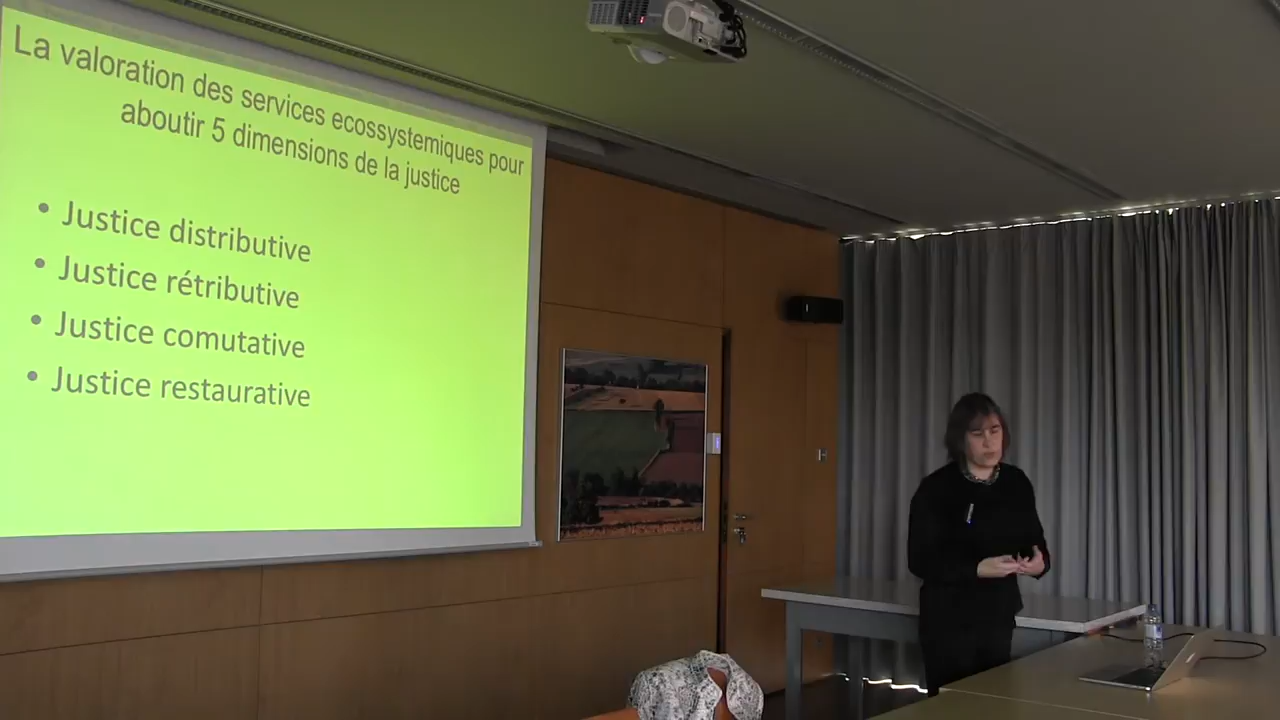 La valoration des services ecossystemiques pour
aboutir 5 dimensions de la justice
• Justice distributive
• Justice rétributive
• Justice comutative
• Justice restaurative